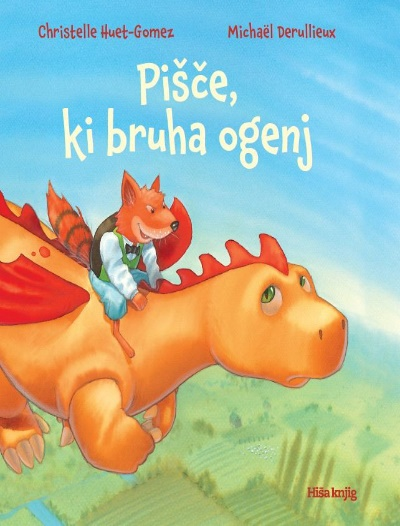 Christelle Huet-Gomez Michaël Derullieux
Pišče,
ki bruha ogenj
Hiša knjig